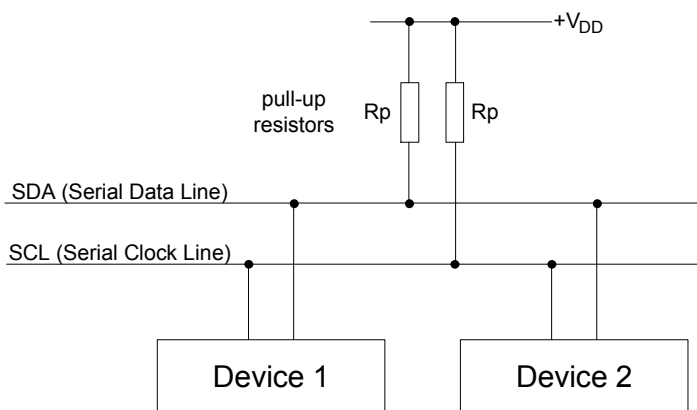 +VDD
pull-up
resistors
Rp
Rp
SDA (Serial Data Line)
SCL (Serial Clock Line)
Device 1
Device 2